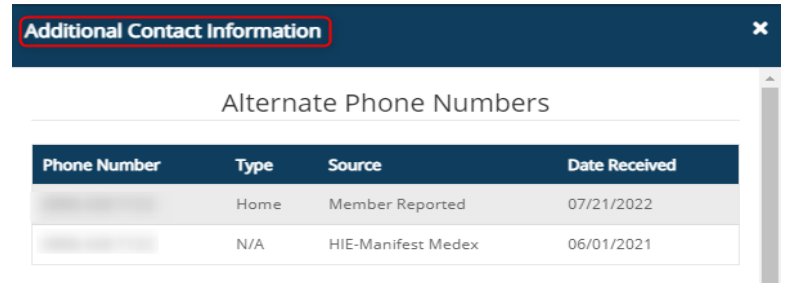 Additional Contact Information
Alternate Phone Numbers
Phone Number Type Source Date Received
Home Member Reported 07/21/2022
N/A HIE-Manifest Medex 06/01/2021